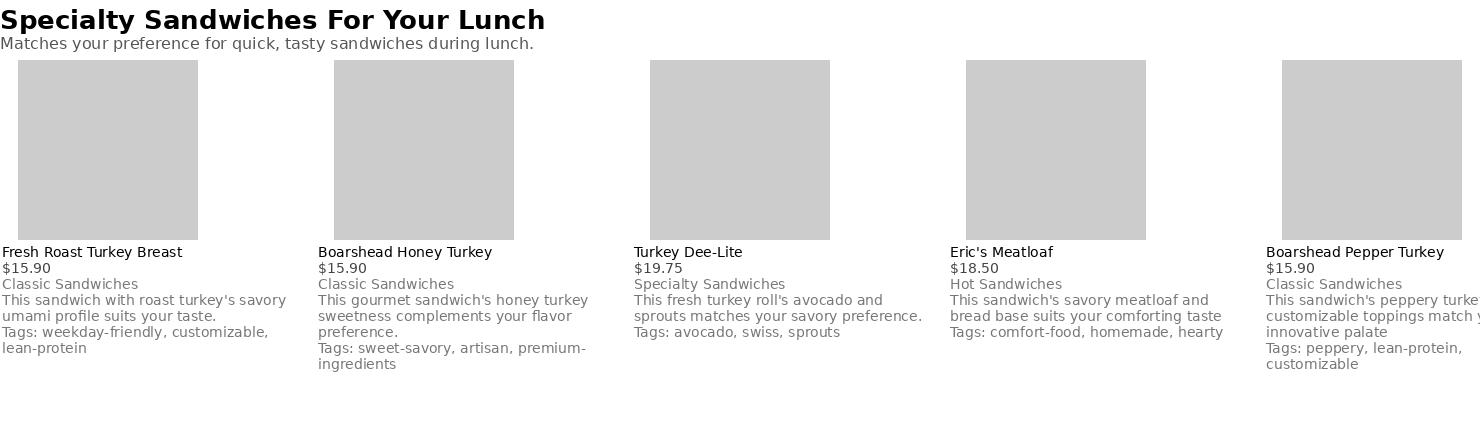 Specialty Sandwiches For Your Lunch
Matches your preference for quick, tasty sandwiches during lunch.
Fresh Roast Turkey Breast
$15.90
Classic Sandwiches
This sandwich with roast turkey's savory
umami profile suits your taste.
Tags: weekday-friendly, customizable,
lean-protein
Boarshead Honey Turkey
$15.90
Classic Sandwiches
This gourmet sandwich's honey turkey
sweetness complements your flavor
preference.
Tags: sweet-savory, artisan, premium-
ingredients
Turkey Dee-Lite
$19.75
Specialty Sandwiches
This fresh turkey roll's avocado and
sprouts matches your savory preference.
Tags: avocado, swiss, sprouts
Eric's Meatloaf
$18.50
Hot Sandwiches
This sandwich's savory meatloaf and
bread base suits your comforting taste
Tags: comfort-food, homemade, hearty
Boarshead Pepper Turkey
$15.90
Classic Sandwiches
This sandwich's peppery
customizable toppings match
innovative palate
Tags: peppery, lean-protein,
customizable